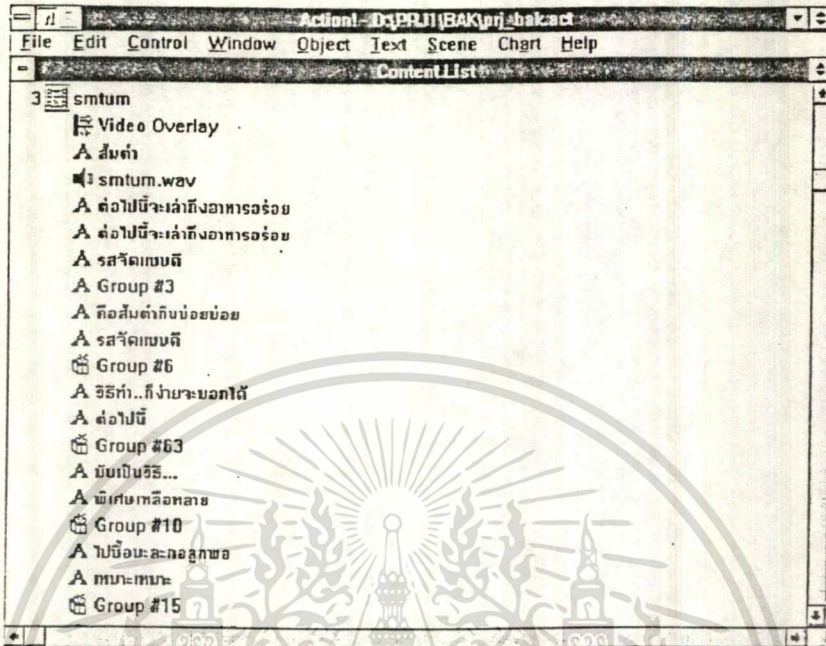 Action! - D:\PRJ1\BAK\prj_bak.act
File Edit Control Window Object Text Scene Chart Help
Content List
3 smtum
Video Overlay
A ส้มตำ
smtum.wav
A ต่อไปนี้จะเล่าถึงอาหารอร่อย
A ต่อไปนี้จะเล่าถึงอาหารอร่อย
A รสจัดแบบดี
A Group #3
A คือส้มตำกินบ่อยบ่อย
A รสจัดแบบดี
Group #6
A วิธีทำ..ก็ง่ายจะบอกได้
A ต่อไปนี้
Group #63
A มันเป็นวิธี...
A พิเศษเหลือหลาย
Group #10
A ไปซื้อมะละกอลูกพอ
A เหมาะเหมาะ
Group #15